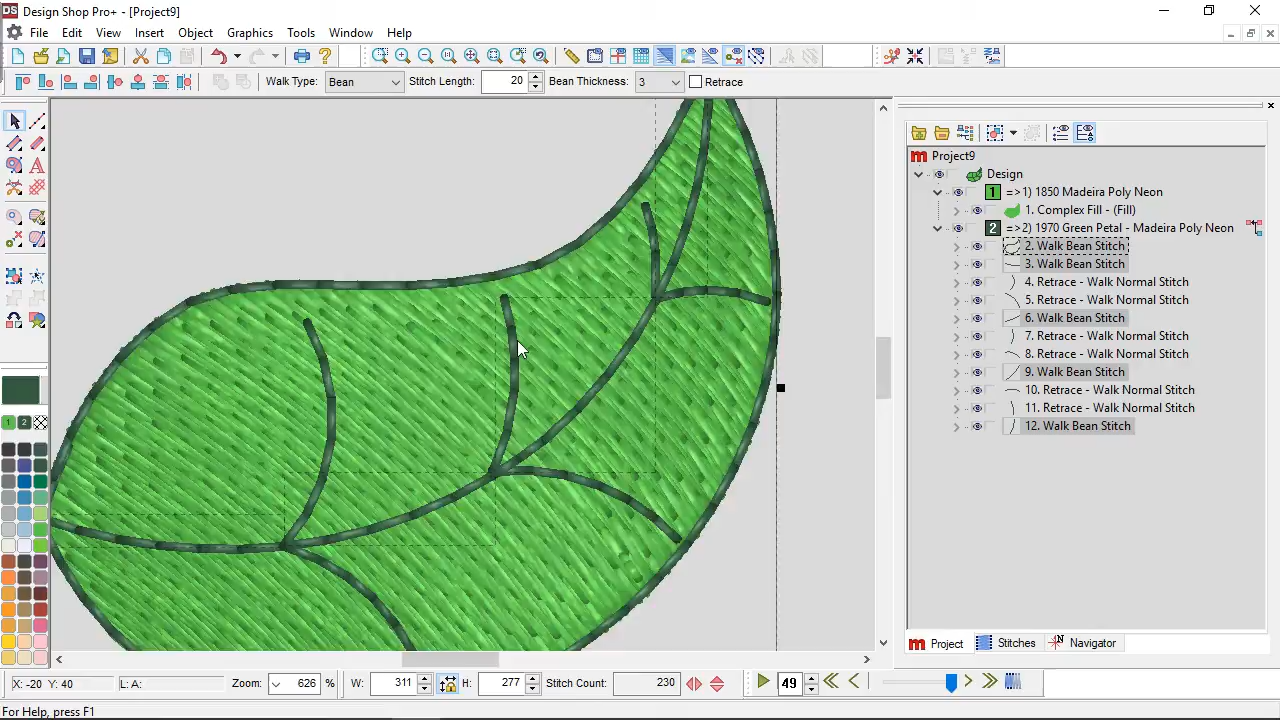 DS Design Shop Pro+ - [Project9]
File Edit View Insert Object Graphics Tools Window Help
Walk Type: Bean Stitch Length: 20 Bean Thickness: 3 Retrace
m Project9
Design
1 =>1) 1850 Madeira Poly Neon
1. Complex Fill - (Fill)
2 =>2) 1970 Green Petal - Madeira Poly Neon
2. Walk Bean Stitch
3. Walk Bean Stitch
4. Retrace - Walk Normal Stitch
5. Retrace - Walk Normal Stitch
6. Walk Bean Stitch
7. Retrace - Walk Normal Stitch
8. Retrace - Walk Normal Stitch
9. Walk Bean Stitch
10. Retrace - Walk Normal Stitch
11. Retrace - Walk Normal Stitch
12. Walk Bean Stitch
1 2
m Project Stitches N Navigator
X: -20 Y: 40 L: A: Zoom: 626 % W: 311 H: 277 Stitch Count: 230 49
For Help, press F1